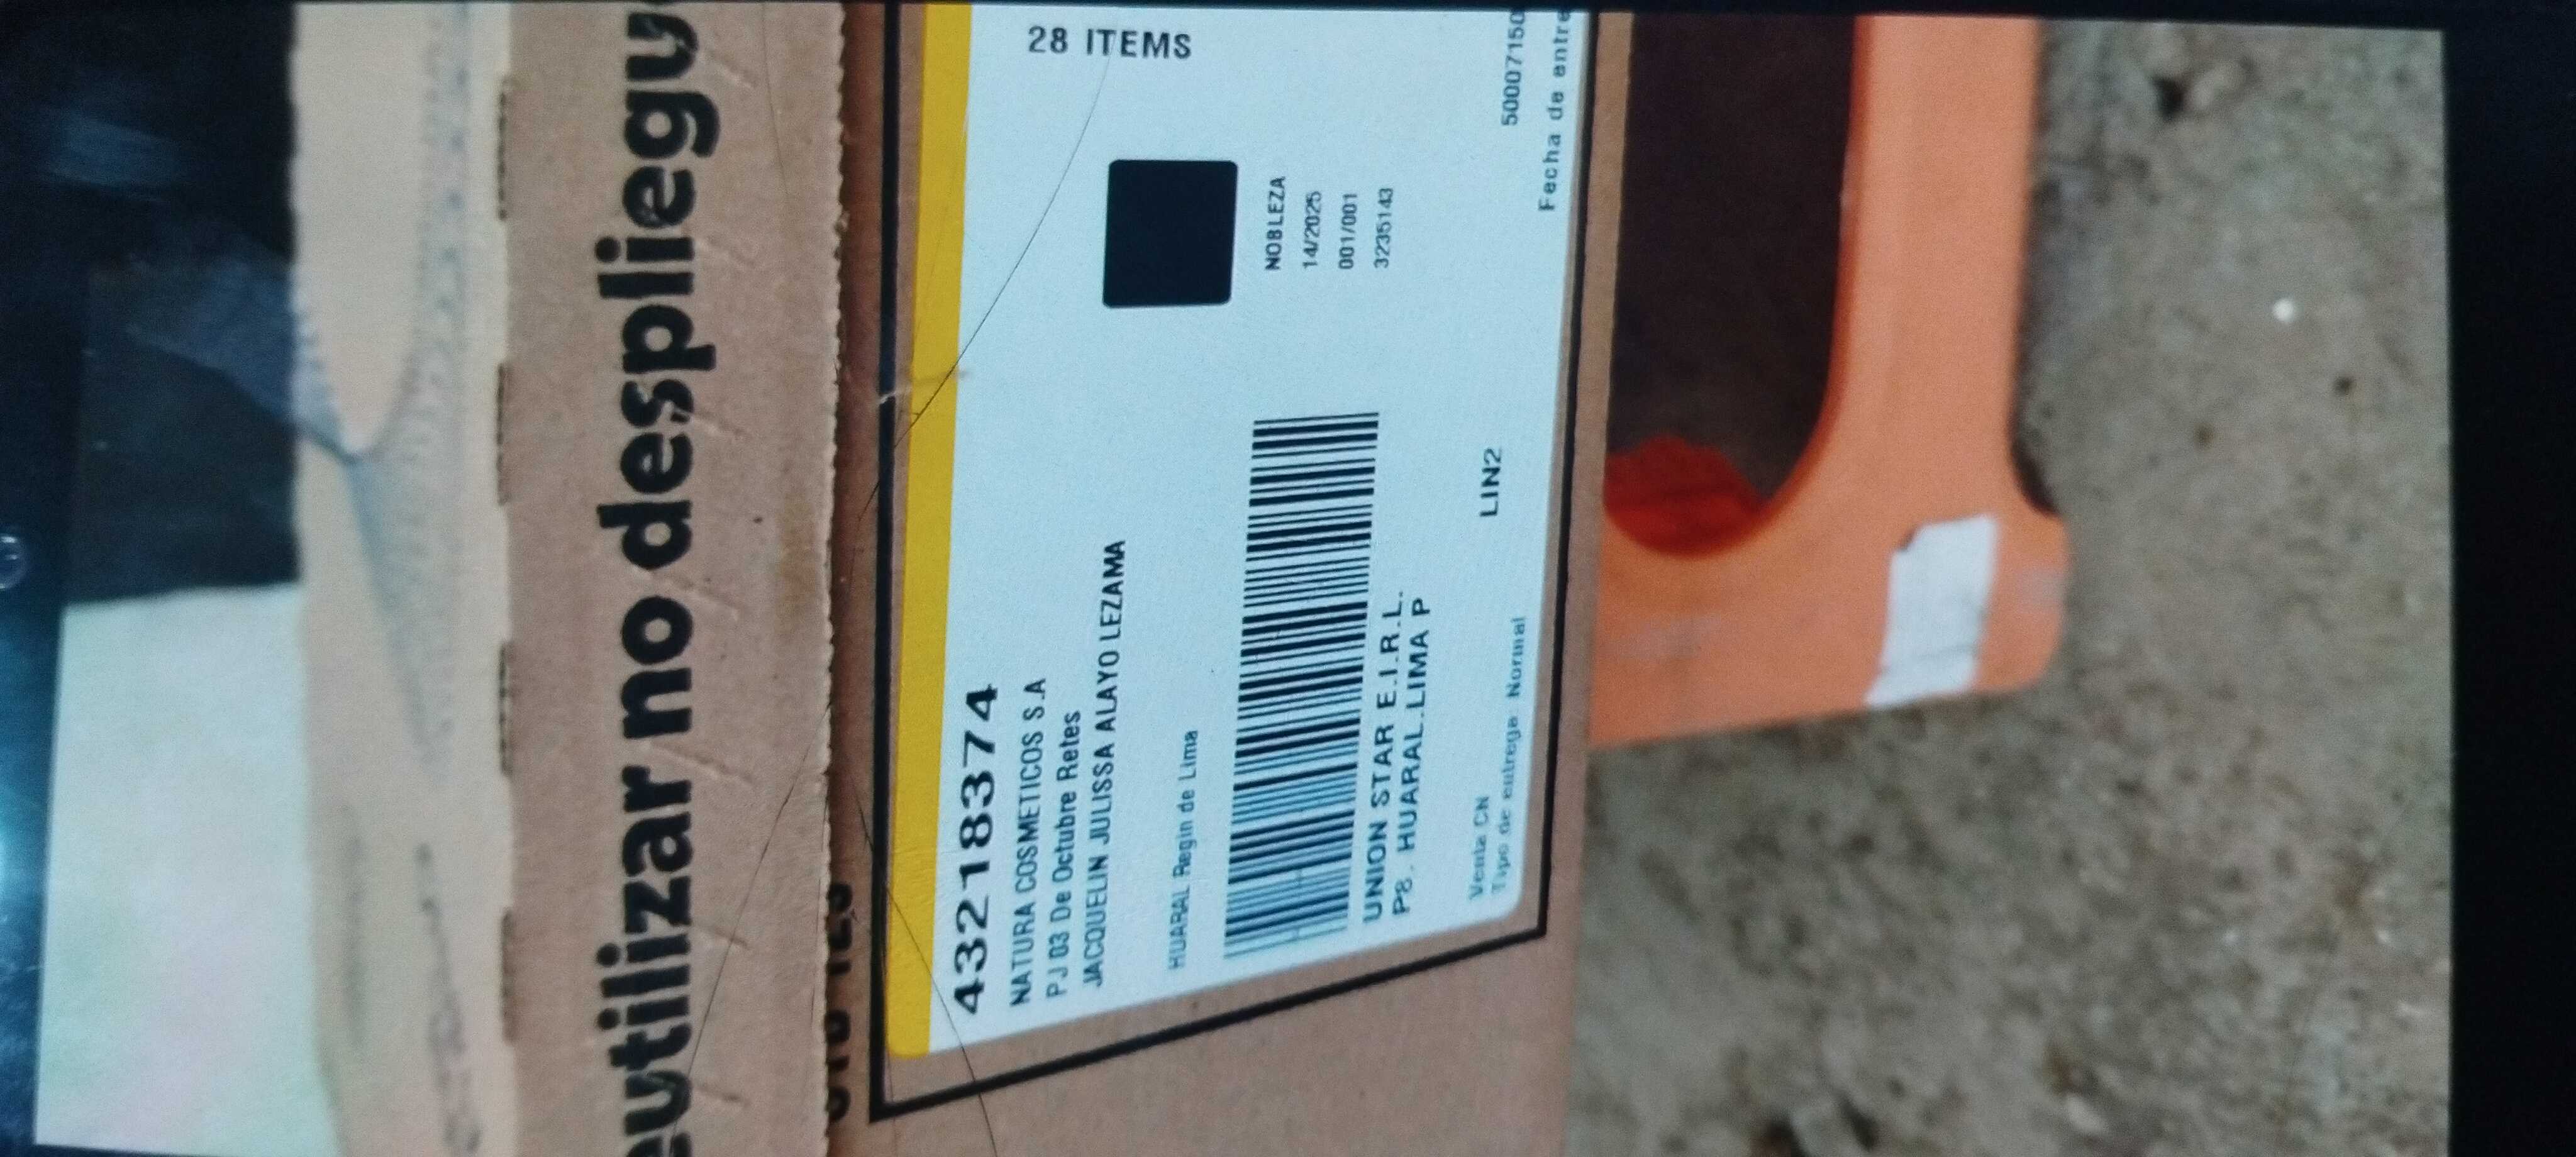 eutilizar no despliegu
28 ITEMS
43218374
NATURA COSMETICOS S.A
PJ 03 De Octubre Retes
JACQUELIN JULISSA ALAYO LEZAMA
HUARAL Regin de Lima
NOBLEZA
14/2025
001/001
3235143
UNION STAR E.I.R.L.
P8. HUARAL.LIMA P
LIN2
Venta CN
Tipo de entrega Normal
50007150
Fecha de entre